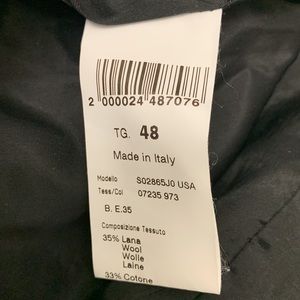 2 000024 487076
TG. 48
Made in Italy
Modello S02865J0 USA
Tess/Col 07235 973
B. E.35
Composizione Tessuto
35% Lana
Wool
Wolle
Laine
33% Cotone